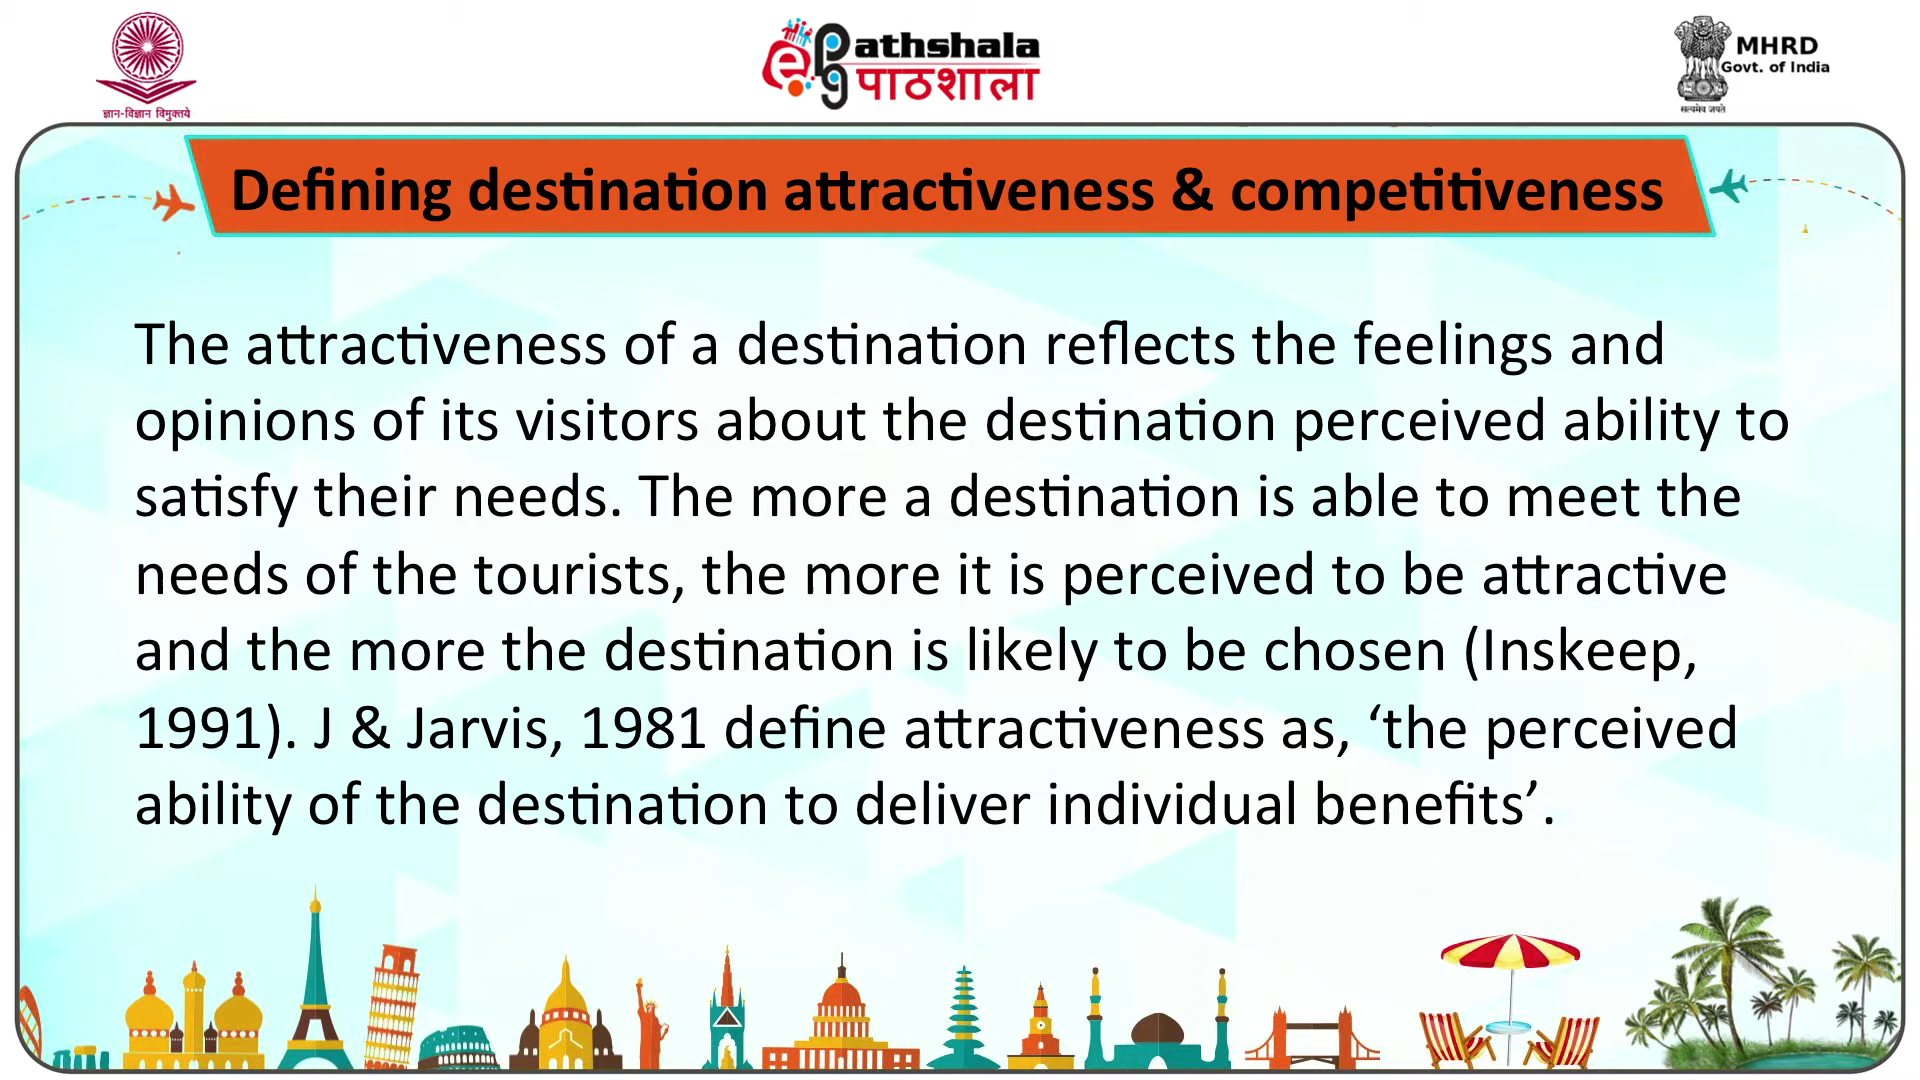 ज्ञान-विज्ञान विमुक्तये
ePg Pathshala
पाठशाला
MHRD
Govt. of India
सत्यमेव जयते
Defining destination attractiveness & competitiveness
The attractiveness of a destination reflects the feelings and
opinions of its visitors about the destination perceived ability to
satisfy their needs. The more a destination is able to meet the
needs of the tourists, the more it is perceived to be attractive
and the more the destination is likely to be chosen (Inskeep,
1991). J & Jarvis, 1981 define attractiveness as, ‘the perceived
ability of the destination to deliver individual benefits’.